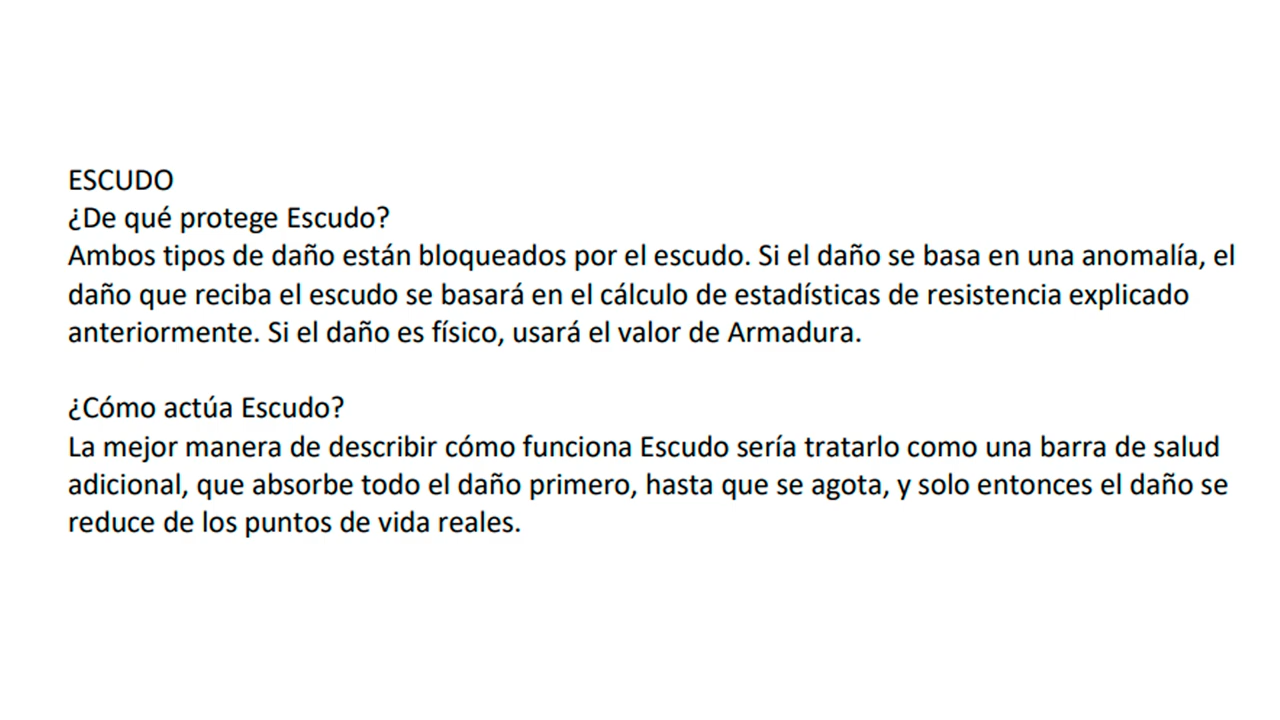 ESCUDO
¿De qué protege Escudo?
Ambos tipos de daño están bloqueados por el escudo. Si el daño se basa en una anomalía, el
daño que reciba el escudo se basará en el cálculo de estadísticas de resistencia explicado
anteriormente. Si el daño es físico, usará el valor de Armadura.
¿Cómo actúa Escudo?
La mejor manera de describir cómo funciona Escudo sería tratarlo como una barra de salud
adicional, que absorbe todo el daño primero, hasta que se agota, y solo entonces el daño se
reduce de los puntos de vida reales.